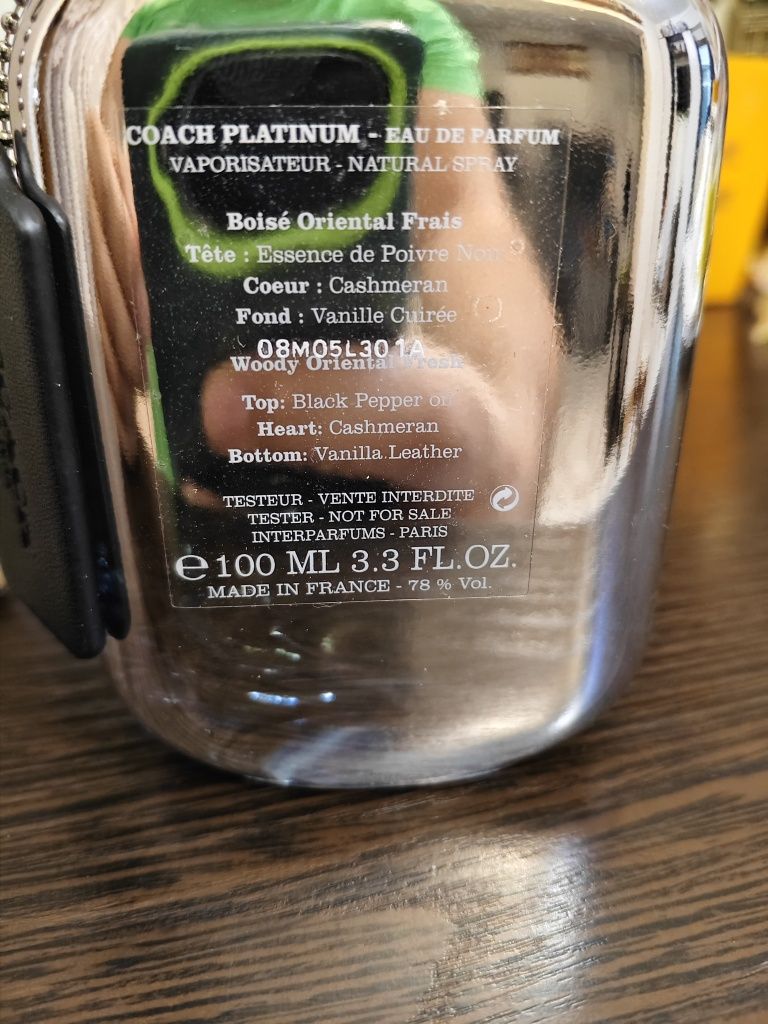 COACH PLATINUM - EAU DE PARFUM
VAPORISATEUR - NATURAL SPRAY
Boisé Oriental Frais
Tête : Essence de Poivre Noir
Coeur : Cashmeran
Fond : Vanille Cuirée
08M05L301A
Woody Oriental Fresh
Top: Black Pepper oil
Heart: Cashmeran
Bottom: Vanilla Leather
TESTEUR - VENTE INTERDITE
TESTER - NOT FOR SALE
INTERPARFUMS - PARIS
℮ 100 ML 3.3 FL.OZ.
MADE IN FRANCE - 78 % Vol.